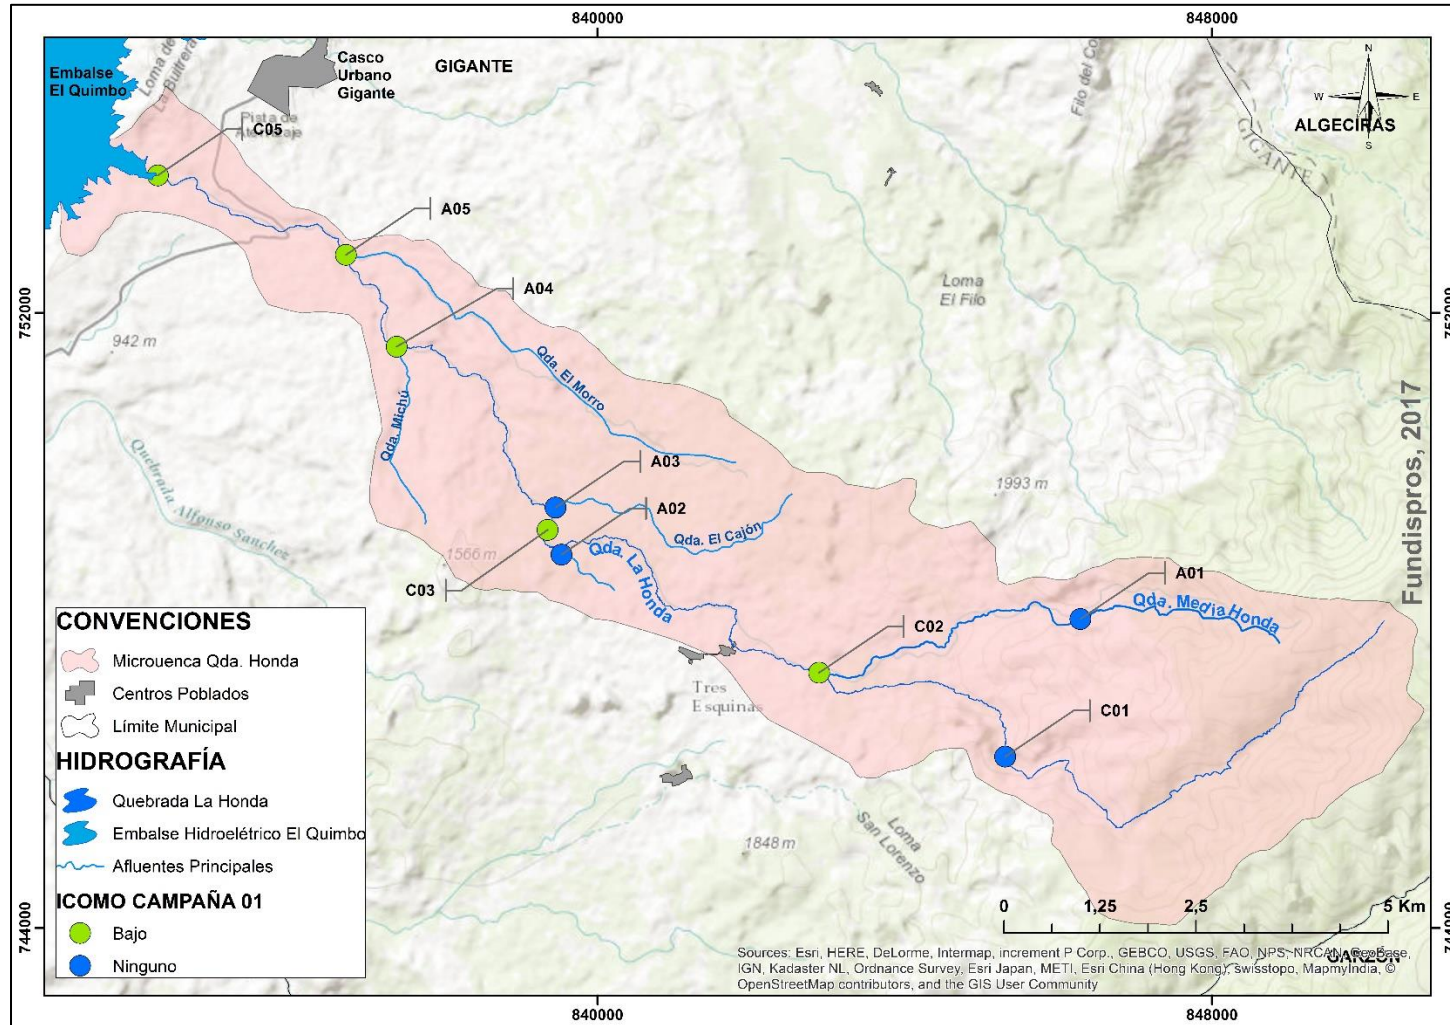 840000
848000
Embalse
El Quimbo
Loma de
La Buitrera
Casco
Urbano
Gigante
GIGANTE
Filo del Co
N
W
E
S
ALGECIRAS
GIGANTE
Pista de
C05
A05
A04
752000
942 m
Loma
El Filo
Qda. El Morro
Qda. Michú
Quebrada Alfonso Sanchez
A03
A02
1993 m
Qda. El Cajón
1566 m
Qda. La Honda
C03
A01
Qda. Media Honda
C02
Tres
Esquinas
C01
Fundispros, 2017
Loma
San Lorenzo
1848 m
CONVENCIONES
Microuenca Qda. Honda
Centros Poblados
Límite Municipal
HIDROGRAFÍA
Quebrada La Honda
Embalse Hidroelétrico El Quimbo
Afluentes Principales
ICOMO CAMPAÑA 01
Bajo
Ninguno
0 1,25 2,5 5 Km
744000
GARZÓN
Sources: Esri, HERE, DeLorme, Intermap, increment P Corp., GEBCO, USGS, FAO, NPS, NRCAN, GeoBase,
IGN, Kadaster NL, Ordnance Survey, Esri Japan, METI, Esri China (Hong Kong), swisstopo, MapmyIndia, ©
OpenStreetMap contributors, and the GIS User Community
840000
848000